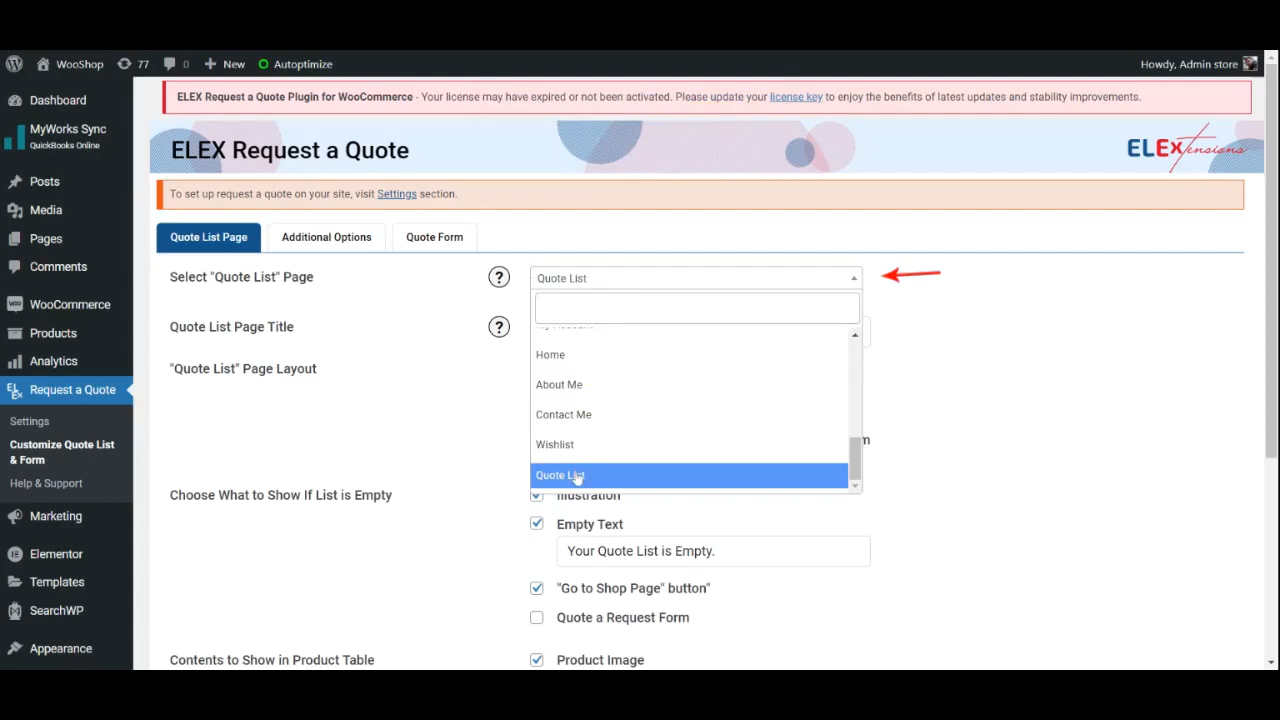 WooShop
77
0
New
Autoptimize
Howdy, Admin store
Dashboard
MyWorks Sync
QuickBooks Online
Posts
Media
Pages
Comments
WooCommerce
Products
Analytics
Request a Quote
Settings
Customize Quote List
& Form
Help & Support
Marketing
Elementor
Templates
SearchWP
Appearance
ELEX Request a Quote Plugin for WooCommerce - Your license may have expired or not been activated. Please update your license key to enjoy the benefits of latest updates and stability improvements.
ELEX Request a Quote
ELEXtensions
To set up request a quote on your site, visit Settings section.
Quote List Page
Additional Options
Quote Form
Select "Quote List" Page
?
Quote List
Quote List Page Title
?
My Account
Home
"Quote List" Page Layout
About Me
Contact Me
Wishlist
Quote List
Choose What to Show If List is Empty
Illustration
Empty Text
Your Quote List is Empty.
"Go to Shop Page" button"
Quote a Request Form
Contents to Show in Product Table
Product Image